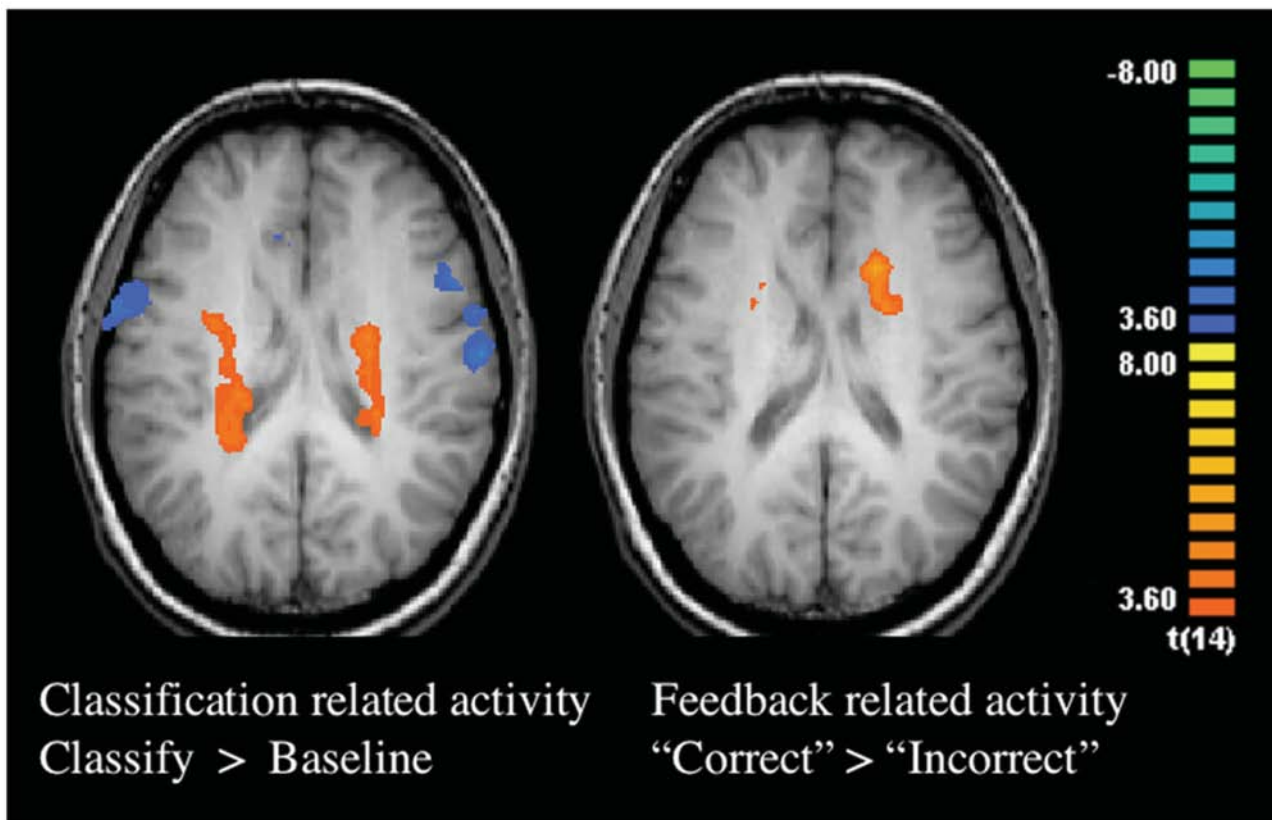 -8.00
3.60
8.00
3.60
t(14)
Classification related activity
Classify > Baseline
Feedback related activity
“Correct” > “Incorrect”